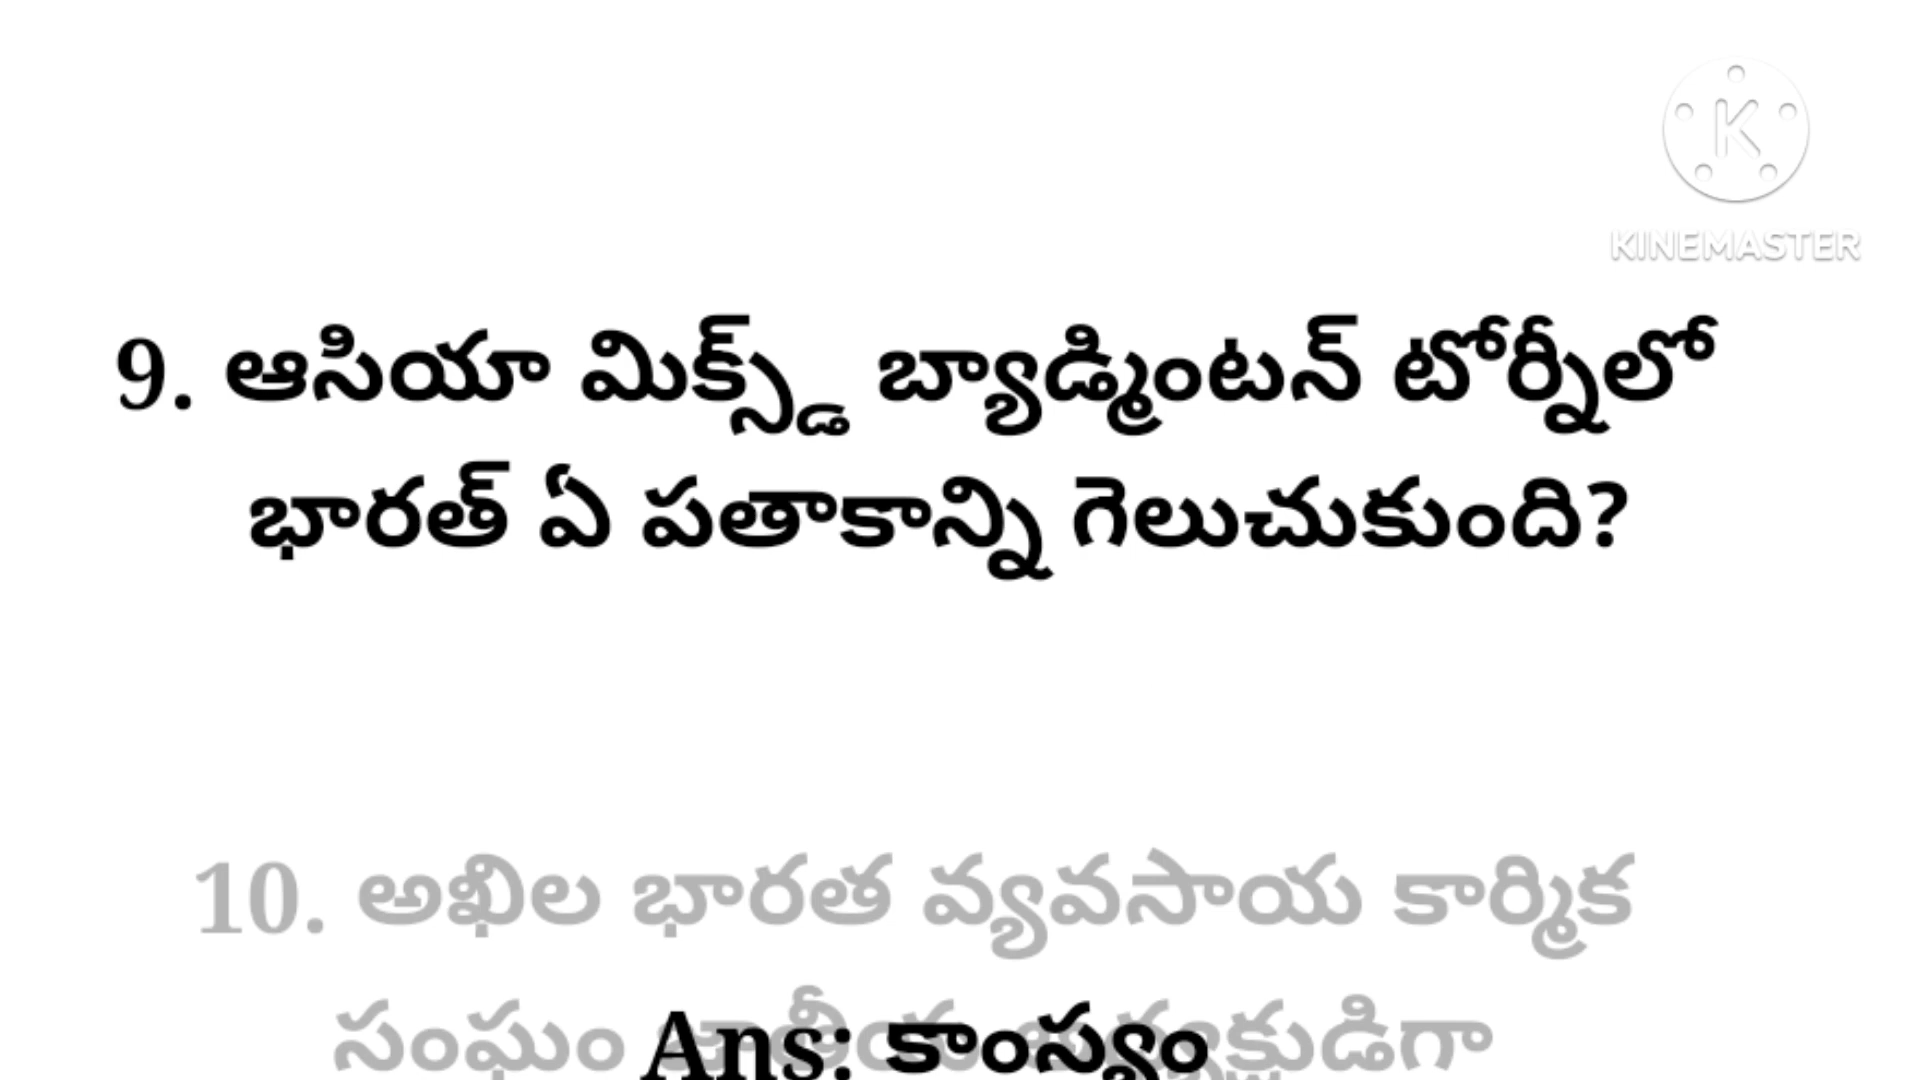 KINEMASTER
9. ఆసియా మిక్స్డ్ బ్యాడ్మింటన్ టోర్నీలో
భారత్ ఏ పతాకాన్ని గెలుచుకుంది?
10. అఖిల భారత వ్యవసాయ కార్మిక
సంఘం
Ans: కాంస్యం